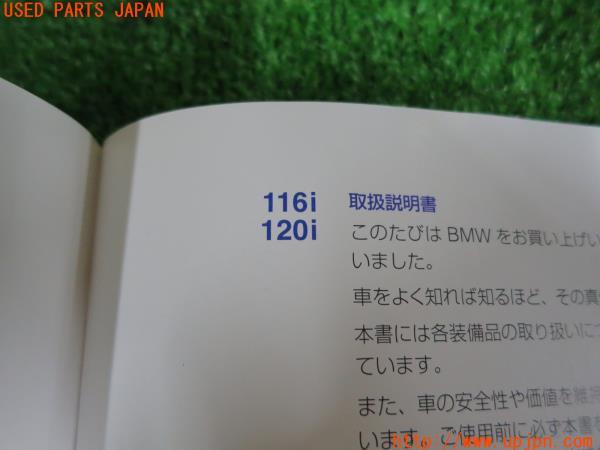 USED PARTS JAPAN
116i
120i
取扱説明書
このたびは BMW をお買い上げい
いました。
車をよく知れば知るほど、その真
本書には各装備品の取り扱いにつ
ています。
また、車の安全性や価値を維持
います。ご使用前に必ず本書を
http://www.upjpn.com/